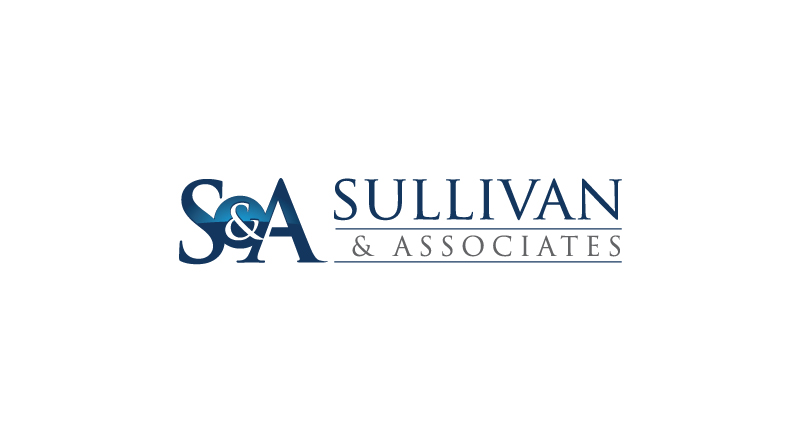 S&A
SULLIVAN
& ASSOCIATES